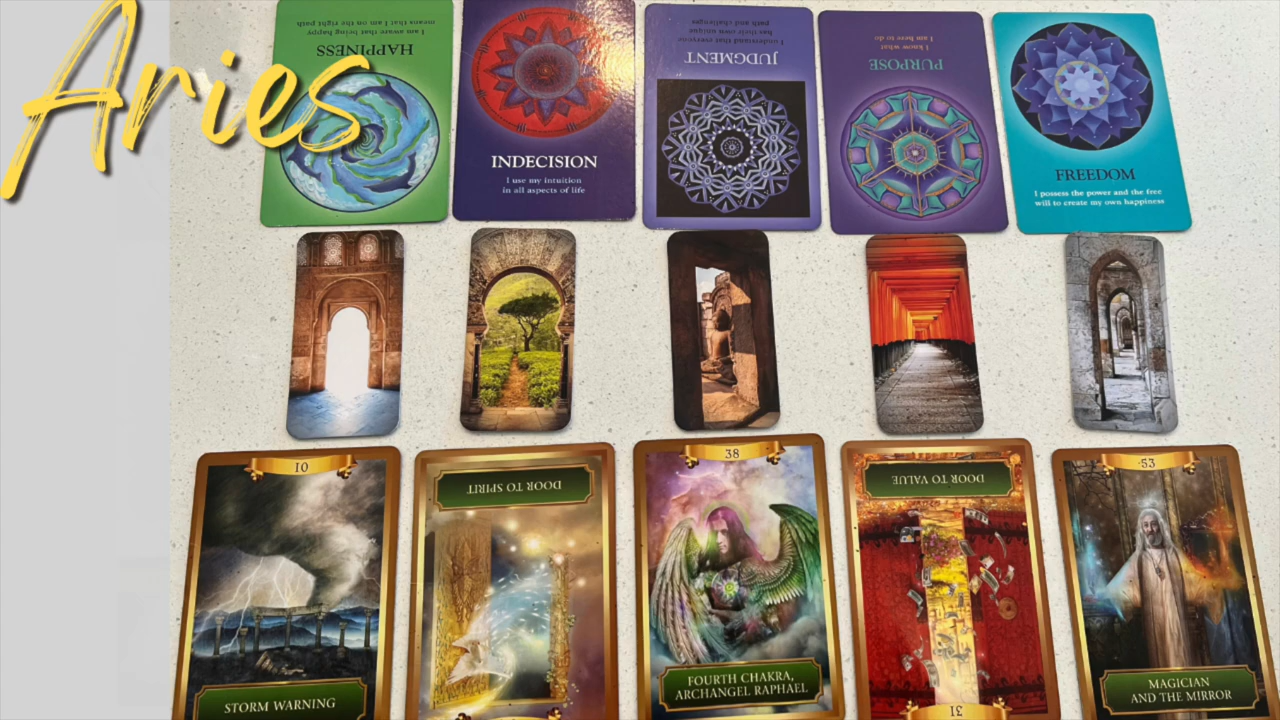 Aries
HAPPINESS
I am aware that being happy
means that I am on the right path
INDECISION
I use my intuition
in all aspects of life
JUDGMENT
I understand that everyone
has their own unique
path and challenges
PURPOSE
I know what
I am here to do
FREEDOM
I possess the power and the free
will to create my own happiness
10
STORM WARNING
DOOR TO SPIRIT
38
FOURTH CHAKRA,
ARCHANGEL RAPHAEL
31
DOOR TO VALUE
53
MAGICIAN
AND THE MIRROR